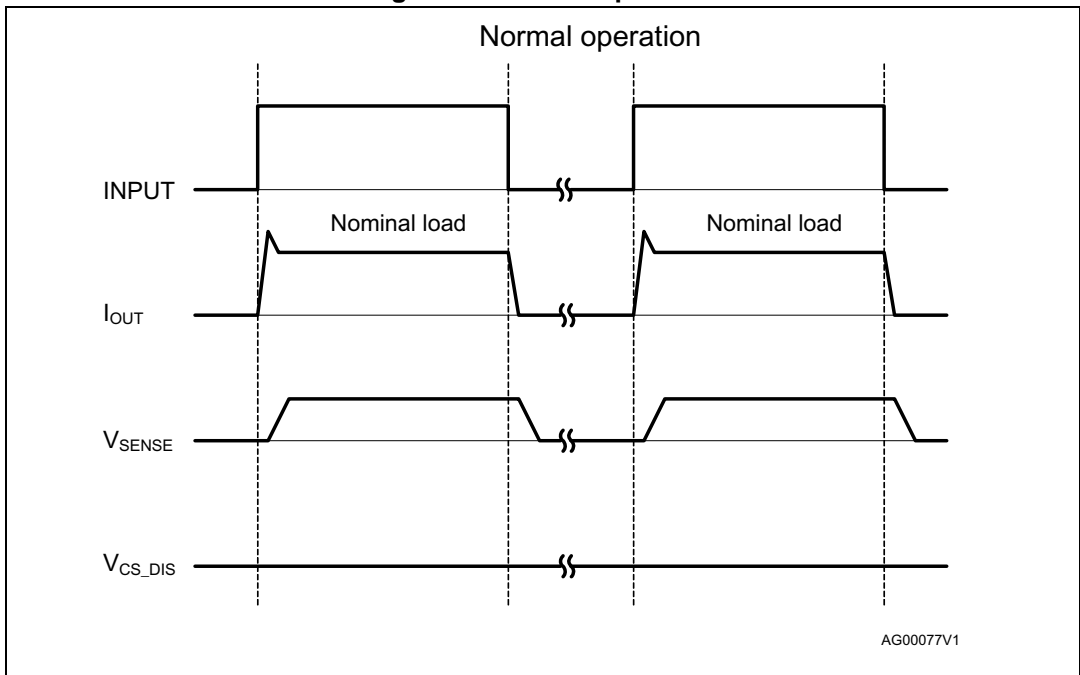 Normal operation
INPUT
Nominal load Nominal load
IOUT
VSENSE
VCS_DIS
AG00077V1